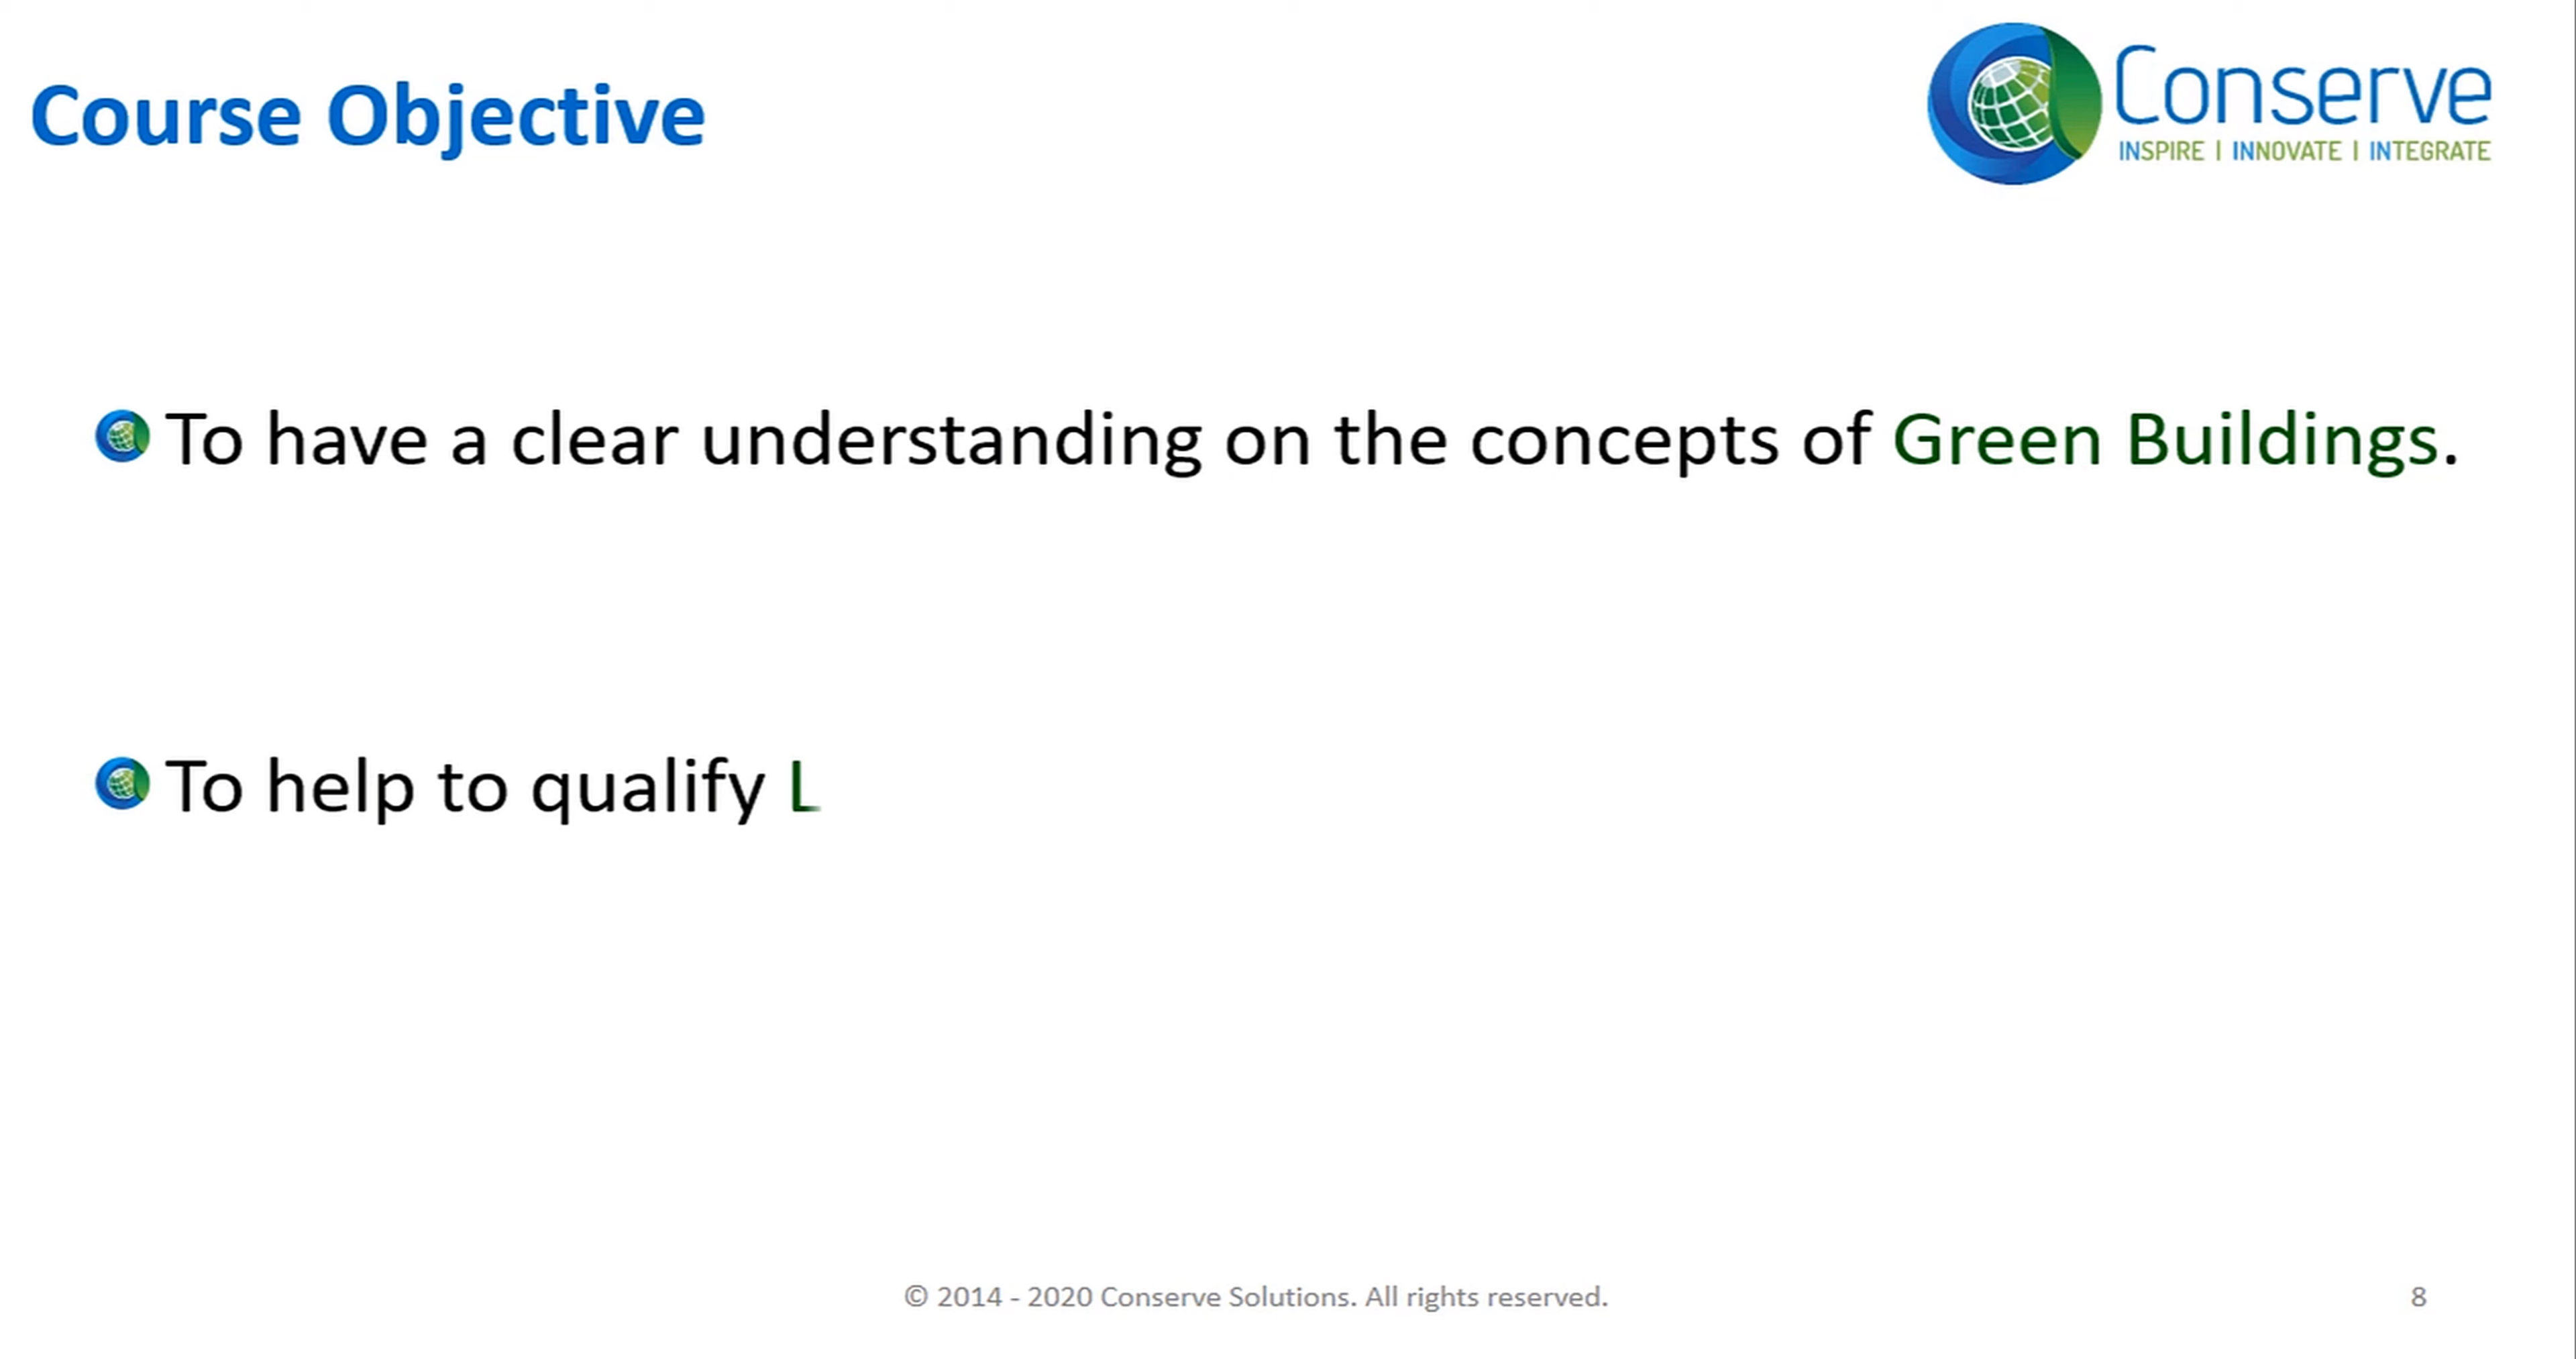 Course Objective
Conserve
INSPIRE | INNOVATE | INTEGRATE
To have a clear understanding on the concepts of Green Buildings.
To help to qualify L
© 2014 - 2020 Conserve Solutions. All rights reserved.
8